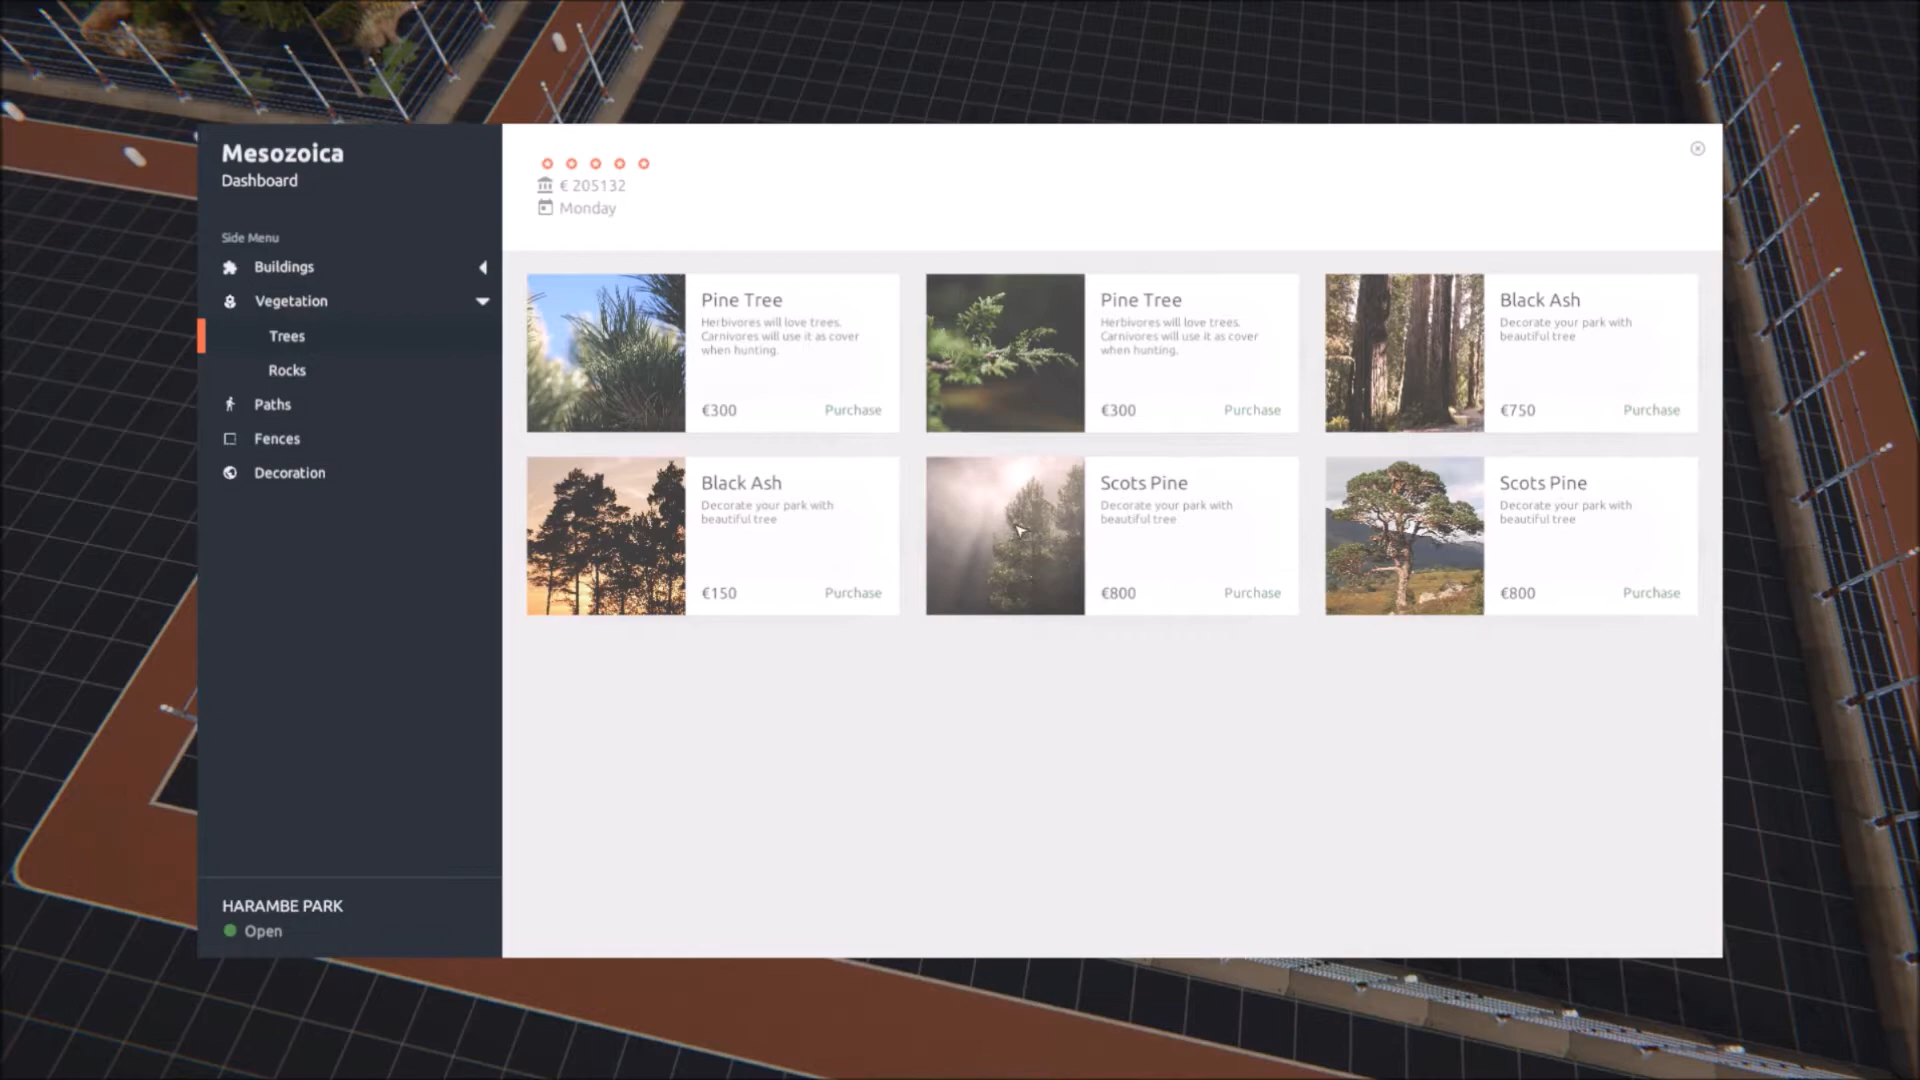 Mesozoica
Dashboard
Side Menu
Buildings
Vegetation
Trees
Rocks
Paths
Fences
Decoration
HARAMBE PARK
Open
€ 205132
Monday
Pine Tree
Herbivores will love trees.
Carnivores will use it as cover
when hunting.
€300 Purchase
Pine Tree
Herbivores will love trees.
Carnivores will use it as cover
when hunting.
€300 Purchase
Black Ash
Decorate your park with
beautiful tree
€750 Purchase
Black Ash
Decorate your park with
beautiful tree
€150 Purchase
Scots Pine
Decorate your park with
beautiful tree
€800 Purchase
Scots Pine
Decorate your park with
beautiful tree
€800 Purchase